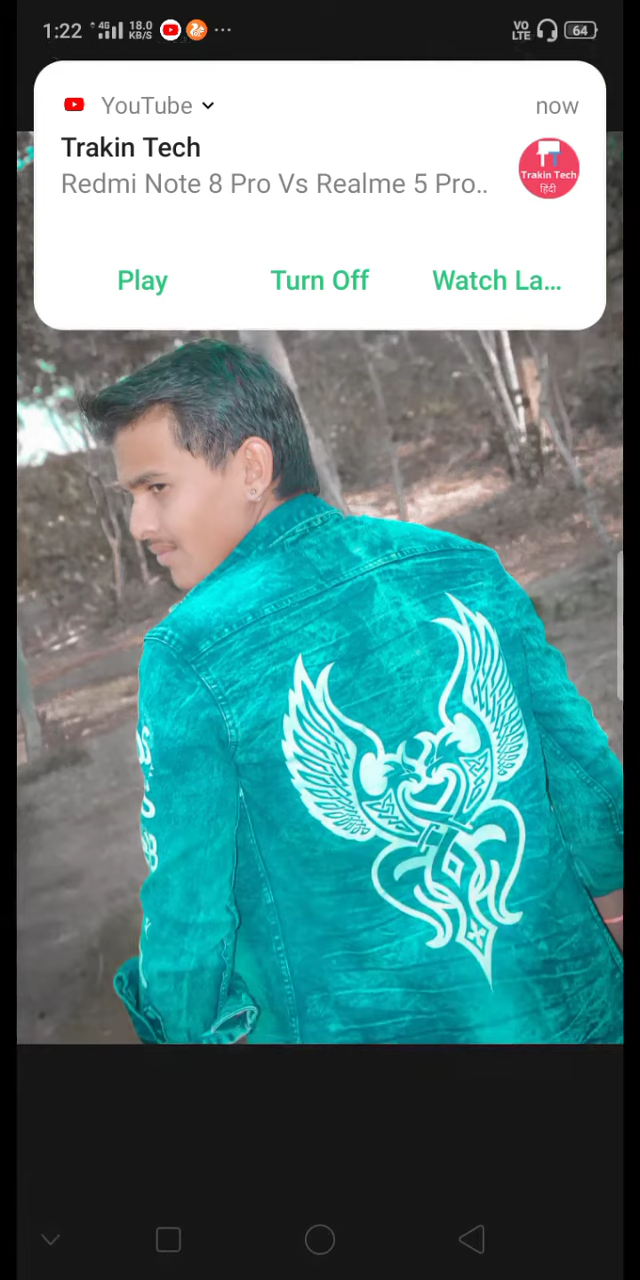 1:22 4G 18.0 KB/S VO LTE 64
YouTube now
Trakin Tech
Redmi Note 8 Pro Vs Realme 5 Pro..
Trakin Tech
हिंदी
Play Turn Off Watch La...